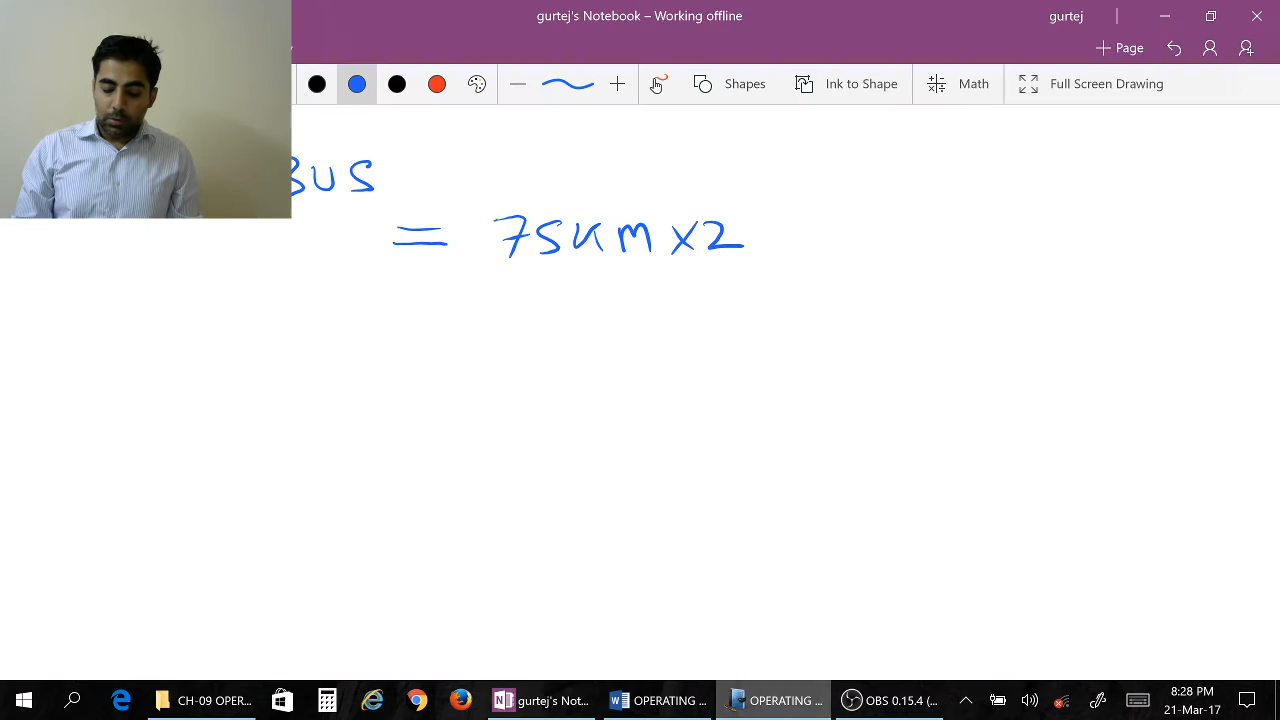 gurtej's Notebook – Working offline
gurtej
Page
Shapes
Ink to Shape
Math
Full Screen Drawing
BUS
= 75KM X2
CH-09 OPER...
gurtej's Not...
OPERATING ...
OPERATING ...
OBS 0.15.4 (...
8:28 PM
21-Mar-17